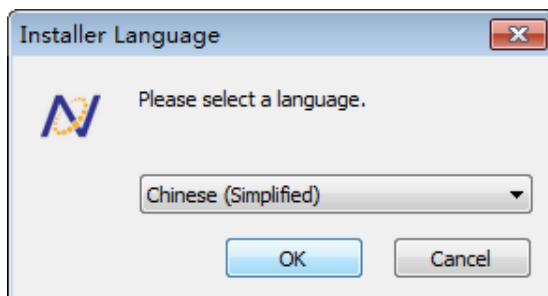 Installer Language
Please select a language.
Chinese (Simplified)
OK
Cancel